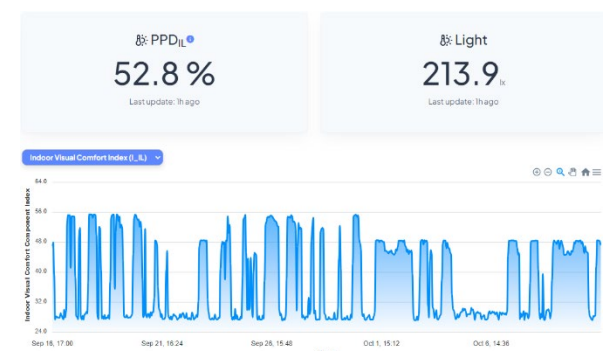 PPD_IL
52.8 %
Last update: 1h ago
Light
213.9 lx
Last update: 1h ago
Indoor Visual Comfort Index (I_IL)
Indoor Visual Comfort Component Index
64.0
56.0
48.0
40.0
32.0
24.0
Sep 16, 17:00 Sep 21, 16:24 Sep 26, 15:48 Oct 1, 15:12 Oct 6, 14:36